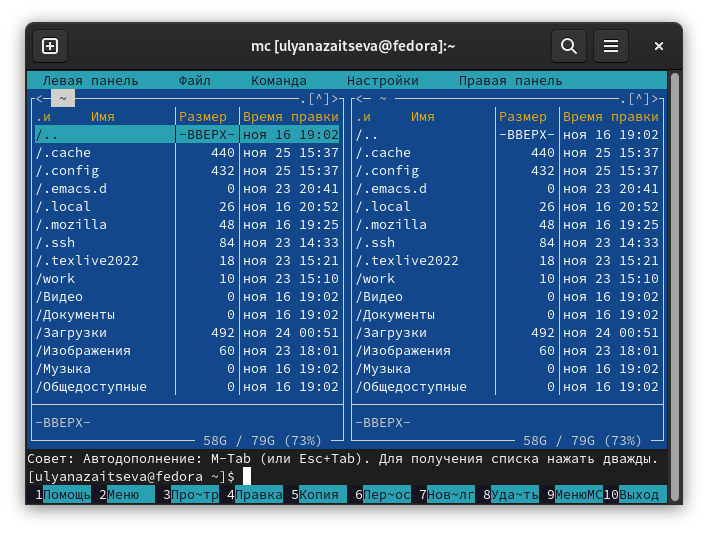 mc [ulyanazaitseva@fedora]:~
Левая панель Файл Команда Настройки Правая панель
<— ~ .[^]> <— ~ .[^]>
.и Имя Размер Время правки .и Имя Размер Время правки
/.. -ВВЕРХ- ноя 16 19:02 /.. -ВВЕРХ- ноя 16 19:02
/.cache 440 ноя 25 15:37 /.cache 440 ноя 25 15:37
/.config 432 ноя 25 15:37 /.config 432 ноя 25 15:37
/.emacs.d 0 ноя 23 20:41 /.emacs.d 0 ноя 23 20:41
/.local 26 ноя 16 20:52 /.local 26 ноя 16 20:52
/.mozilla 48 ноя 16 19:25 /.mozilla 48 ноя 16 19:25
/.ssh 84 ноя 23 14:33 /.ssh 84 ноя 23 14:33
/.texlive2022 18 ноя 23 15:21 /.texlive2022 18 ноя 23 15:21
/work 10 ноя 23 15:10 /work 10 ноя 23 15:10
/Видео 0 ноя 16 19:02 /Видео 0 ноя 16 19:02
/Документы 0 ноя 16 19:02 /Документы 0 ноя 16 19:02
/Загрузки 492 ноя 24 00:51 /Загрузки 492 ноя 24 00:51
/Изображения 60 ноя 23 18:01 /Изображения 60 ноя 23 18:01
/Музыка 0 ноя 16 19:02 /Музыка 0 ноя 16 19:02
/Общедоступные 0 ноя 16 19:02 /Общедоступные 0 ноя 16 19:02
-ВВЕРХ- -ВВЕРХ-
58G / 79G (73%) 58G / 79G (73%)
Совет: Автодополнение: M-Tab (или Esc+Tab). Для получения списка нажать дважды.
[ulyanazaitseva@fedora ~]$
1Помощь 2Меню 3Про~тр 4Правка 5Копия 6Пер~ос 7Нов~лг 8Уда~ть 9МенюMC 10Выход